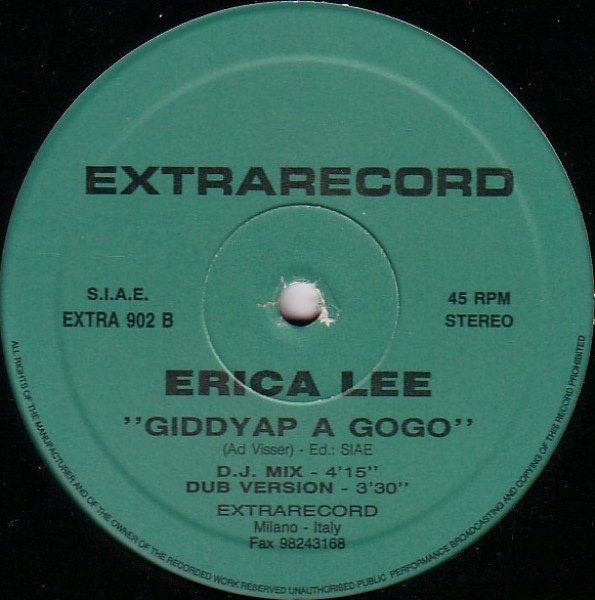 EXTRARECORD
S.I.A.E.
EXTRA 902 B
45 RPM
STEREO
ERICA LEE
"GIDDYAP A GOGO"
(Ad Visser) - Ed.: SIAE
D.J. MIX - 4'15"
DUB VERSION - 3'30"
EXTRARECORD
Milano - Italy
Fax 98243168
ALL RIGHTS OF THE MANUFACTURER AND OF THE OWNER OF THE RECORDED WORK RESERVED UNAUTHORISED PUBLIC PERFORMANCE BROADCASTING AND COPYING OF THIS RECORD PROHIBITED